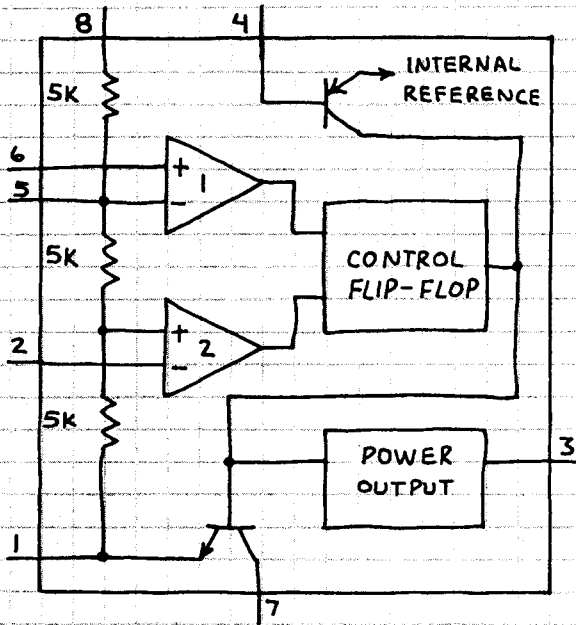 8
4
5K
INTERNAL
REFERENCE
6
+
1
5
-
5K
CONTROL
FLIP-FLOP
+
2
2
-
5K
POWER
OUTPUT
3
1
7